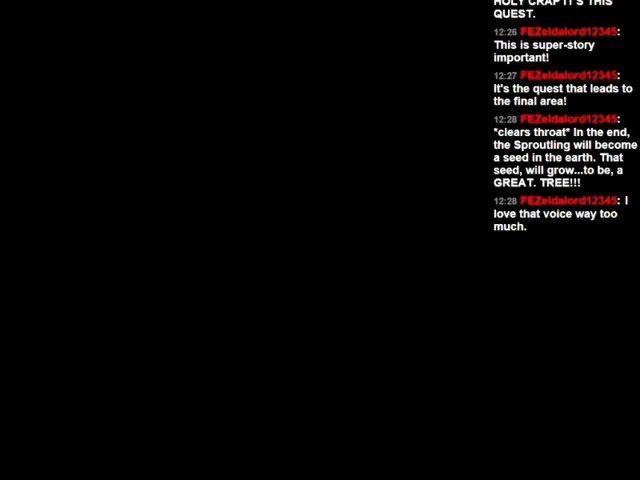 HOLY CRAP IT'S THIS
QUEST.
12:26 FEZeldalord12345:
This is super-story
important!
12:27 FEZeldalord12345:
It's the quest that leads to
the final area!
12:28 FEZeldalord12345:
*clears throat* In the end,
the Sproutling will become
a seed in the earth. That
seed, will grow...to be, a
GREAT. TREE!!!
12:28 FEZeldalord12345: I
love that voice way too
much.